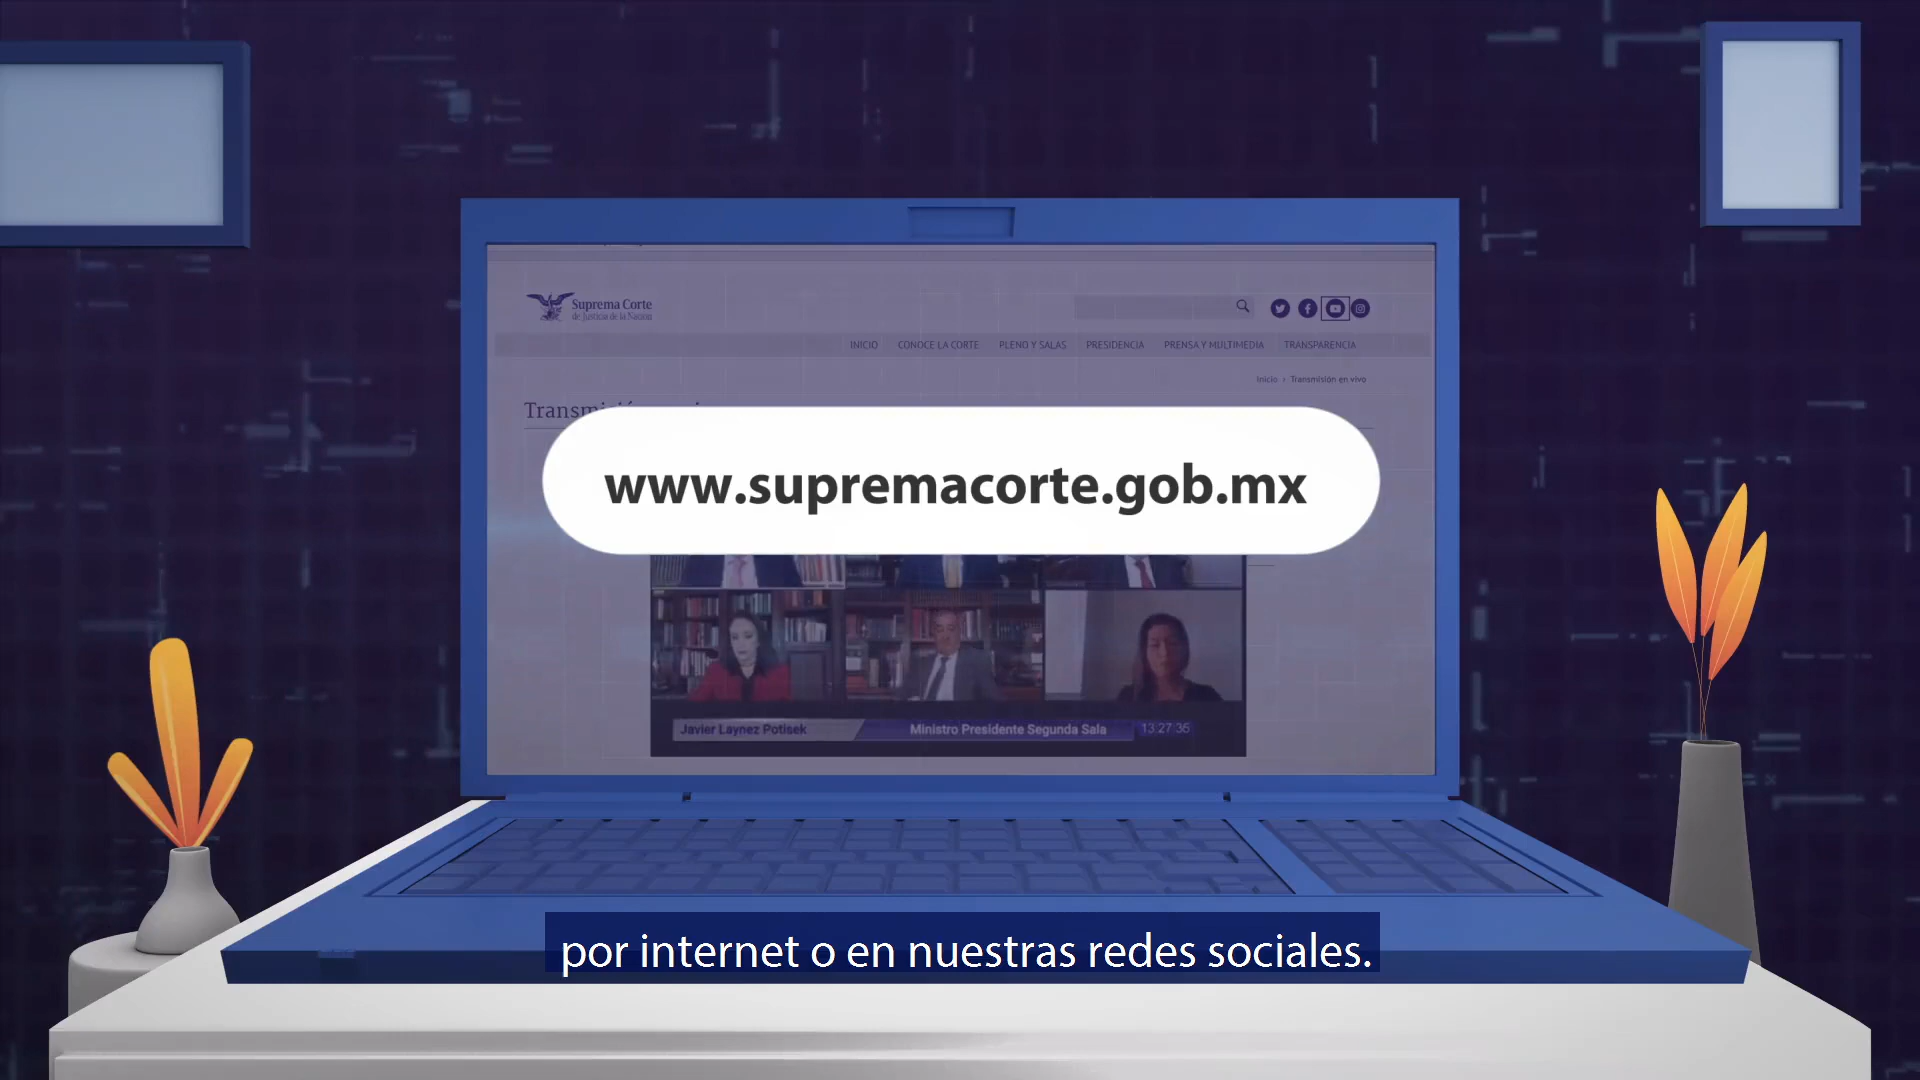 Suprema Corte
de Justicia de la Nación
INICIO CONOCE LA CORTE PLENO Y SALAS PRESIDENCIA PRENSA Y MULTIMEDIA TRANSPARENCIA
Inicio › Transmisión en vivo
www.supremacorte.gob.mx
Javier Laynez Potisek Ministro Presidente Segunda Sala 13:27:35
por internet o en nuestras redes sociales.